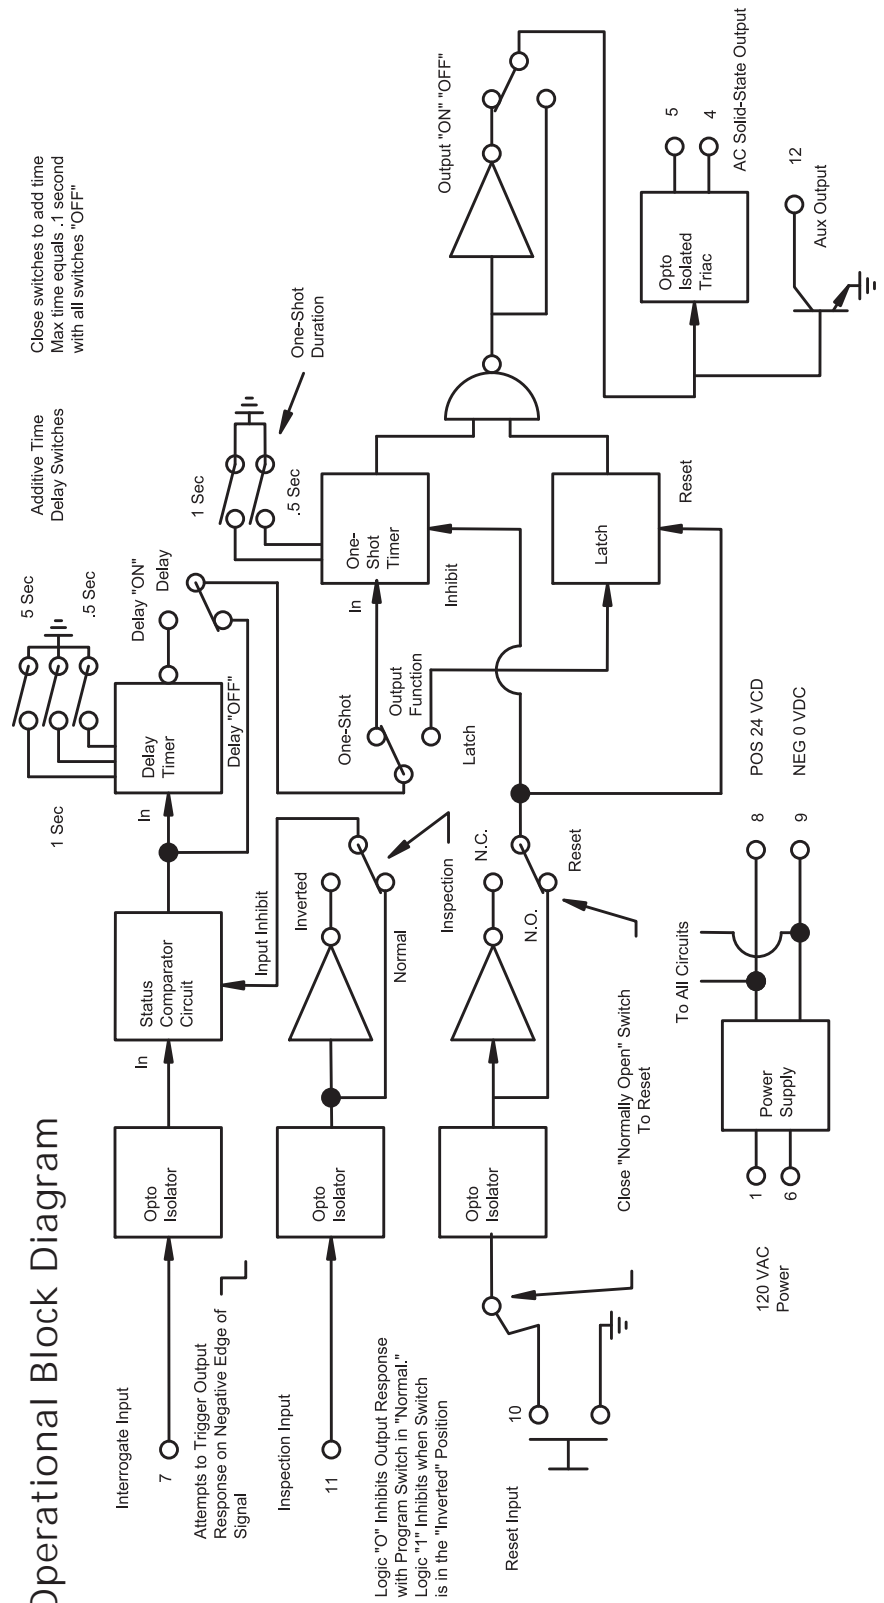 Operational Block Diagram
Interrogate Input
7
Attempts to Trigger Output
Response on Negative Edge of
Signal
Opto
Isolator
In
Status
Comparator
Circuit
In
1 Sec
Delay
Timer
5 Sec
.5 Sec
Delay "ON"
Delay
Delay "OFF"
Additive Time
Delay Switches
Close switches to add time
Max time equals .1 second
with all switches "OFF"
Inspection Input
11
Logic "O" Inhibits Output Response
with Program Switch in "Normal."
Logic "1" Inhibits when Switch
is in the "Inverted" Position
Opto
Isolator
Input Inhibit
Inverted
Normal
Inspection
One-Shot
Output
Function
Latch
In
One-
Shot
Timer
Inhibit
1 Sec
.5 Sec
One-Shot
Duration
Output "ON" "OFF"
Reset Input
10
Opto
Isolator
N.C.
N.O.
Reset
Close "Normally Open" Switch
To Reset
Latch
Reset
Opto
Isolated
Triac
5
4
AC Solid-State Output
12
Aux Output
120 VAC
Power
1
6
Power
Supply
To All Circuits
8
POS 24 VCD
9
NEG 0 VDC